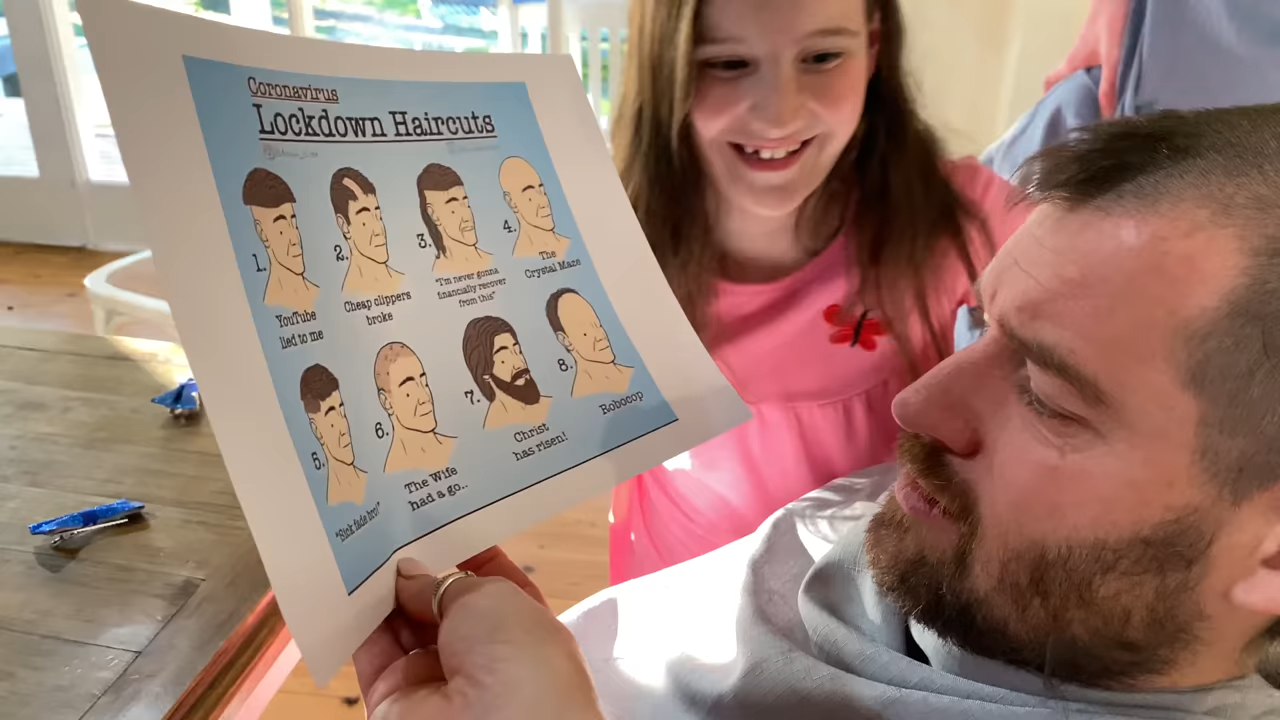 Coronavirus
Lockdown Haircuts
1.
YouTube
lied to me
2.
Cheap clippers
broke
3.
"I'm never gonna
financially recover
from this"
4.
The
Crystal Maze
5.
"Sick fade bro!"
6.
The Wife
had a go..
7.
Christ
has risen!
8.
Robocop